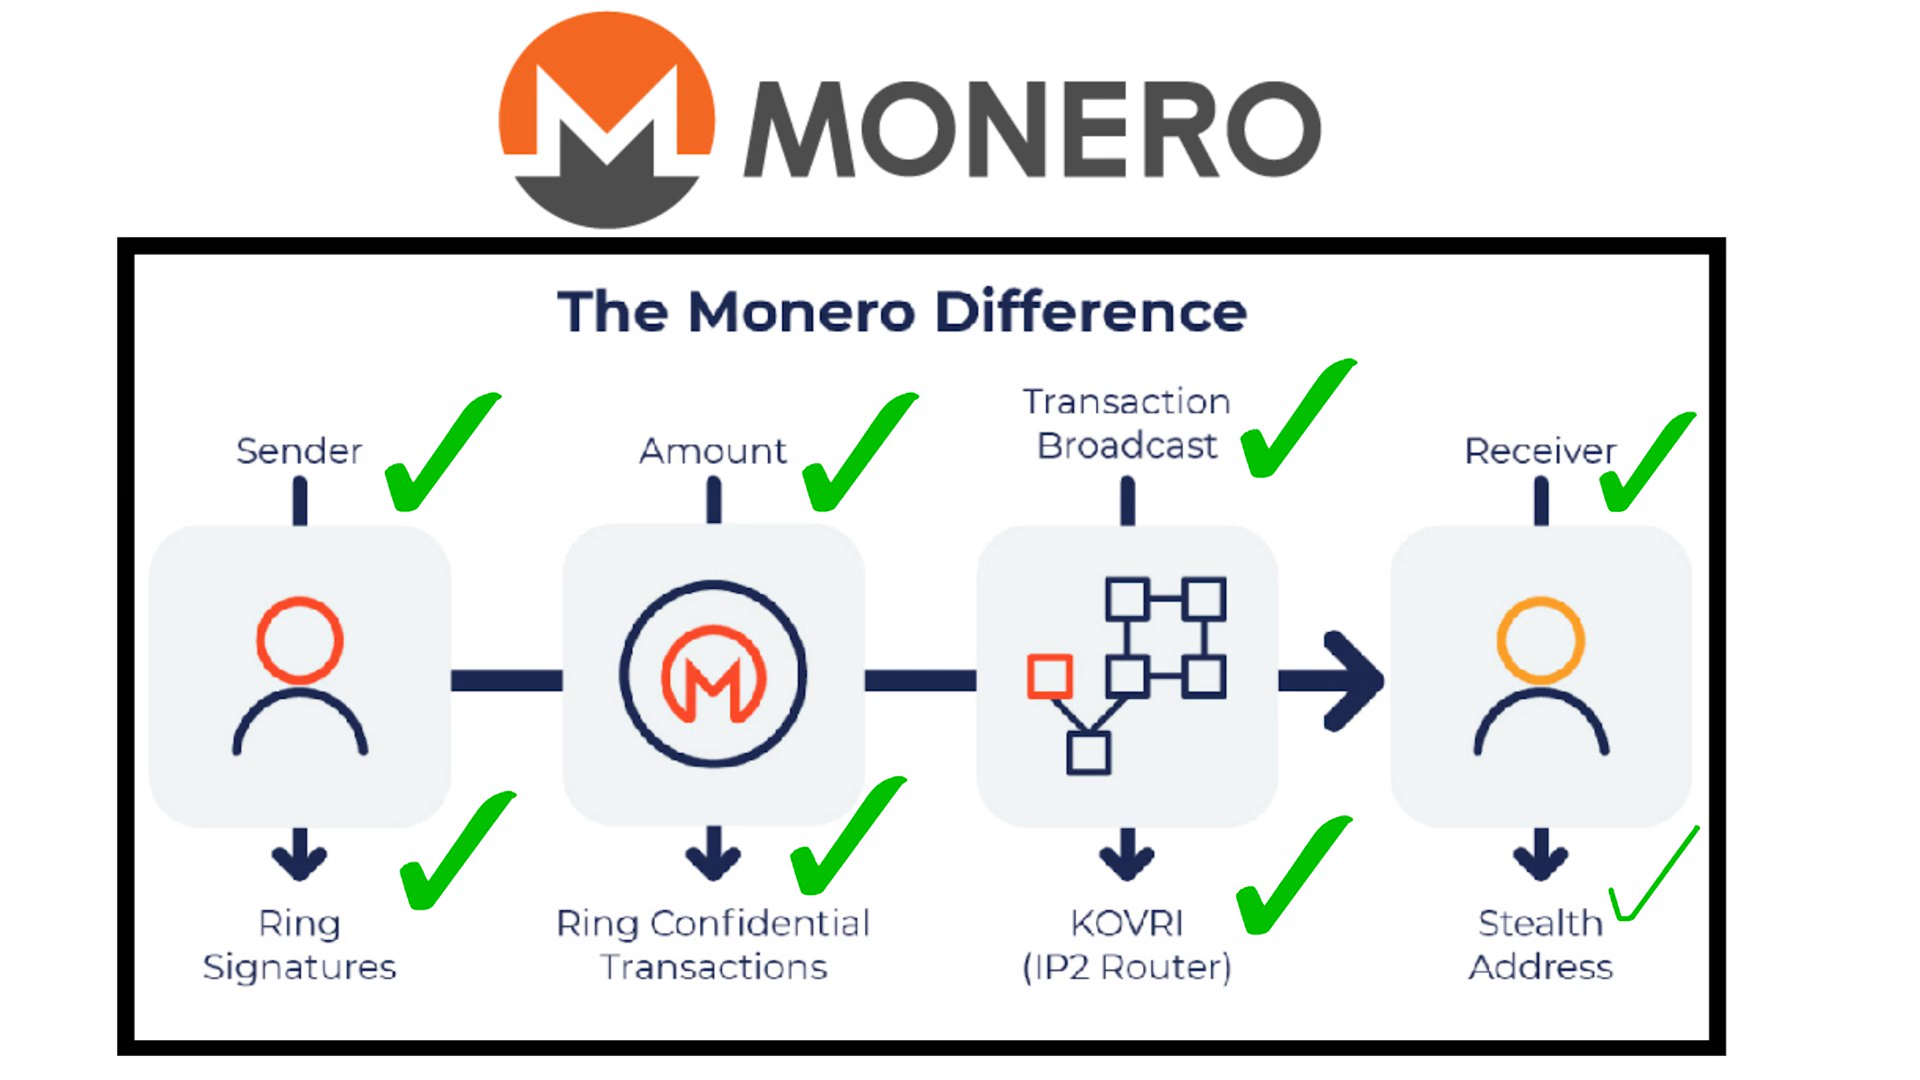 MONERO
The Monero Difference
Sender
Amount
Transaction
Broadcast
Receiver
Ring
Signatures
Ring Confidential
Transactions
KOVRI
(IP2 Router)
Stealth
Address